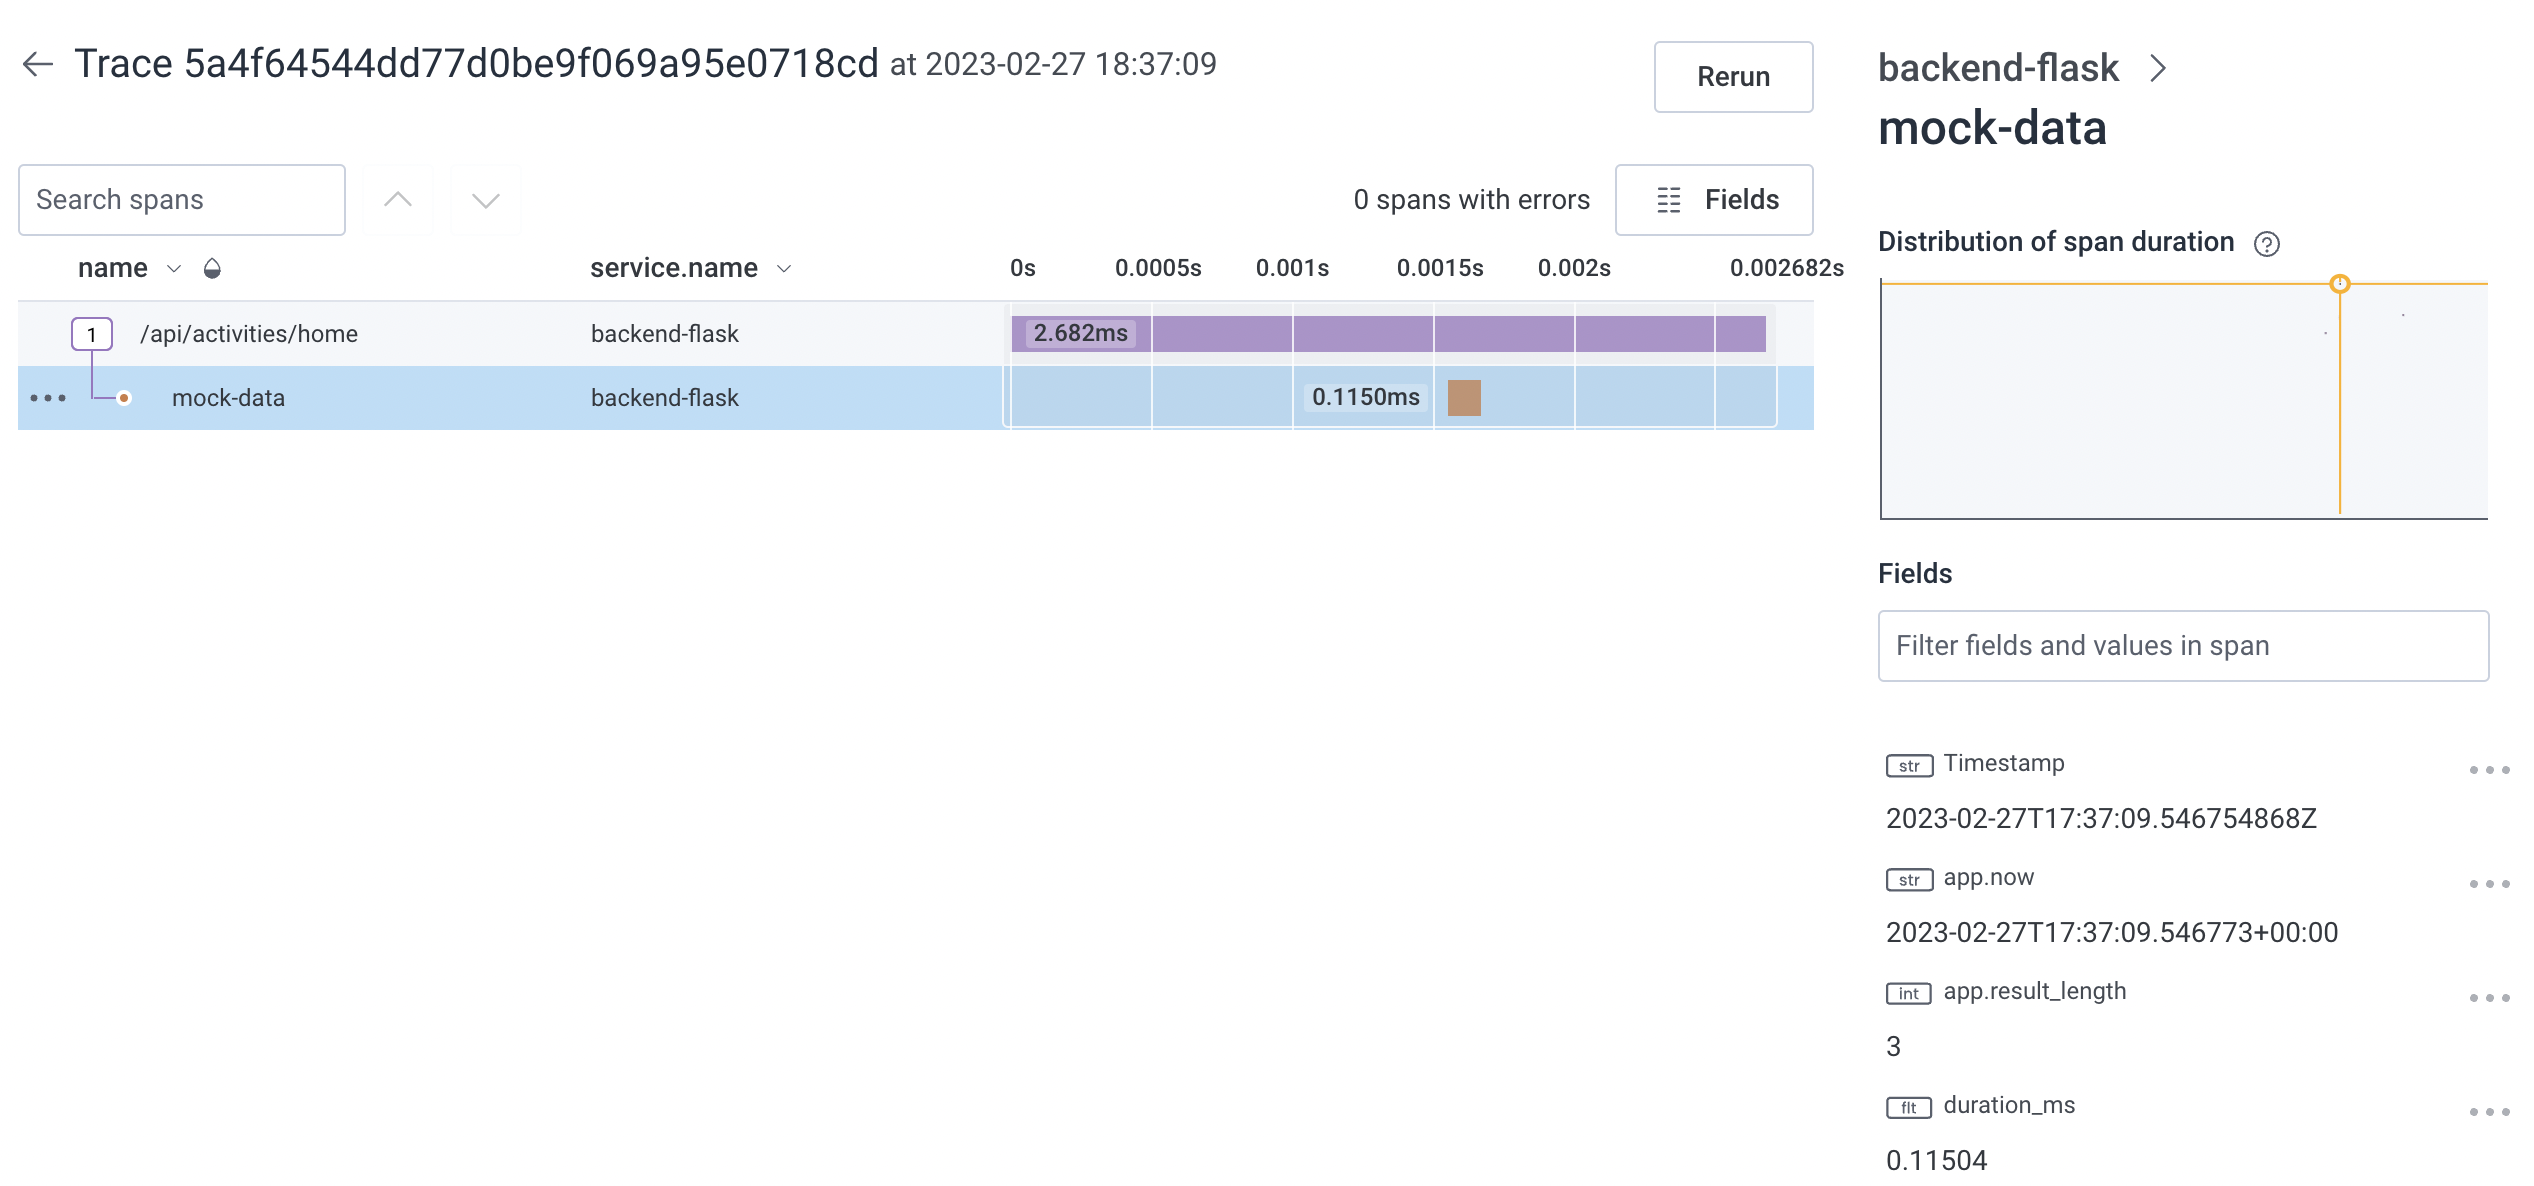 Trace 5a4f64544dd77d0be9f069a95e0718cd at 2023-02-27 18:37:09
Rerun
Search spans
0 spans with errors
Fields
name service.name 0s 0.0005s 0.001s 0.0015s 0.002s 0.002682s
1 /api/activities/home backend-flask 2.682ms
mock-data backend-flask 0.1150ms
backend-flask
mock-data
Distribution of span duration ?
Fields
Filter fields and values in span
str Timestamp
2023-02-27T17:37:09.546754868Z
str app.now
2023-02-27T17:37:09.546773+00:00
int app.result_length
3
flt duration_ms
0.11504